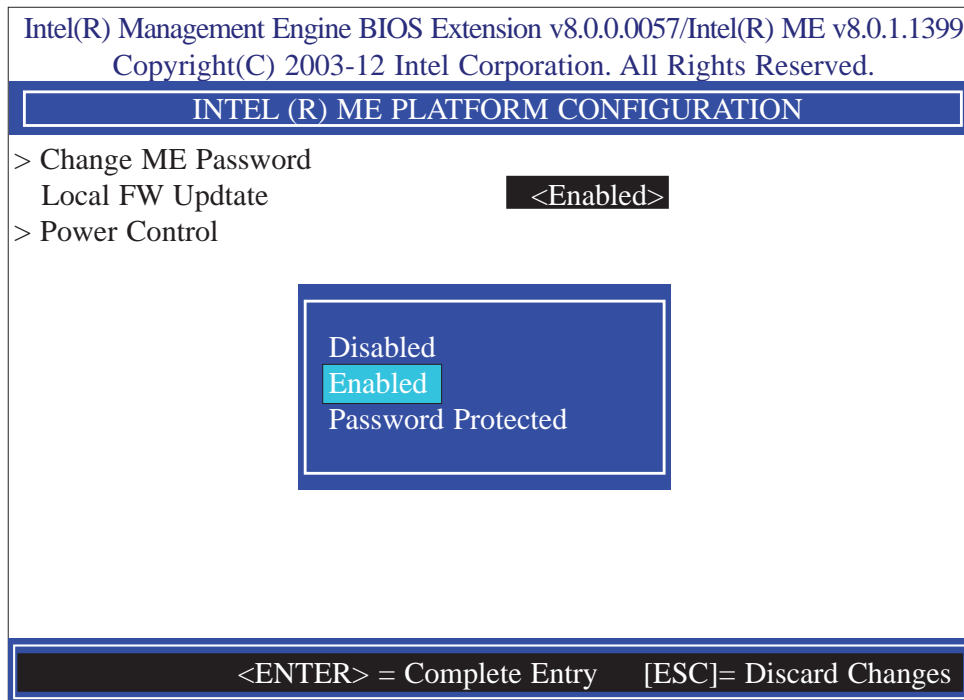 Intel(R) Management Engine BIOS Extension v8.0.0.0057/Intel(R) ME v8.0.1.1399
Copyright(C) 2003-12 Intel Corporation. All Rights Reserved.
INTEL (R) ME PLATFORM CONFIGURATION
> Change ME Password
Local FW Updtate <Enabled>
> Power Control
Disabled
Enabled
Password Protected
<ENTER> = Complete Entry [ESC]= Discard Changes